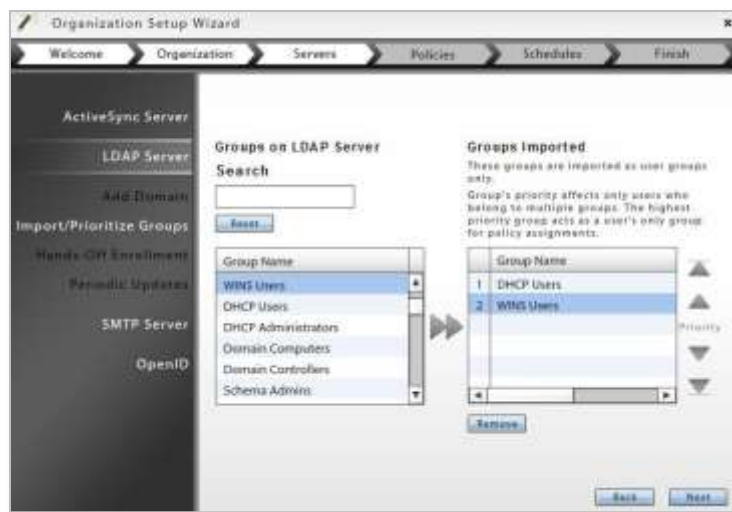 Organization Setup Wizard
Welcome
Organization
Servers
Policies
Schedules
Finish
ActiveSync Server
LDAP Server
Add Domain
Import/Prioritize Groups
Hands-Off Enrollment
Periodic Updates
SMTP Server
OpenID
Groups on LDAP Server
Search
Reset
Group Name
WINS Users
DHCP Users
DHCP Administrators
Domain Computers
Domain Controllers
Schema Admins
Groups Imported
These groups are imported as user groups
only.
Group's priority affects only users who
belong to multiple groups. The highest
priority group acts as a user's only group
for policy assignments.
Group Name
1 DHCP Users
2 WINS Users
Priority
Remove
Back
Next